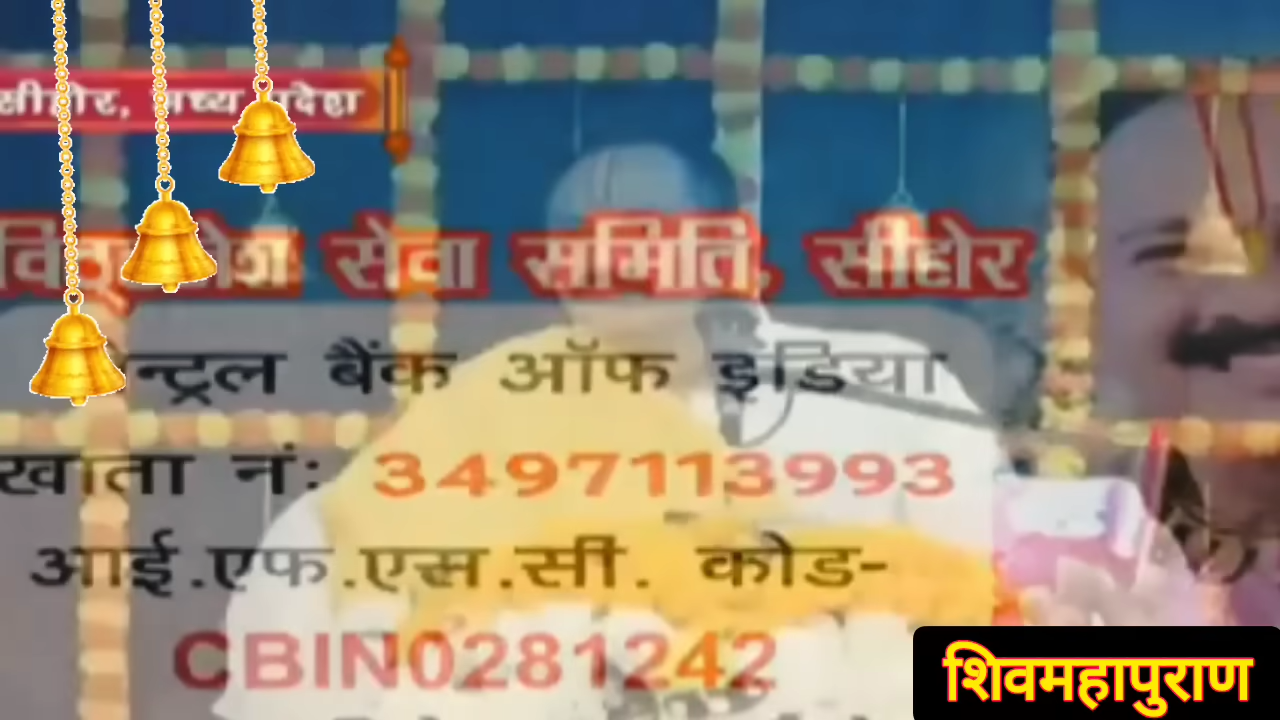 सीहोर, मध्य प्रदेश
सेवा समिति, सीहोर
बैंक ऑफ इंडिया
खाता नं: 3497113993
आई.एफ.एस.सी. कोड-
CBIN0281242
शिवमहापुराण